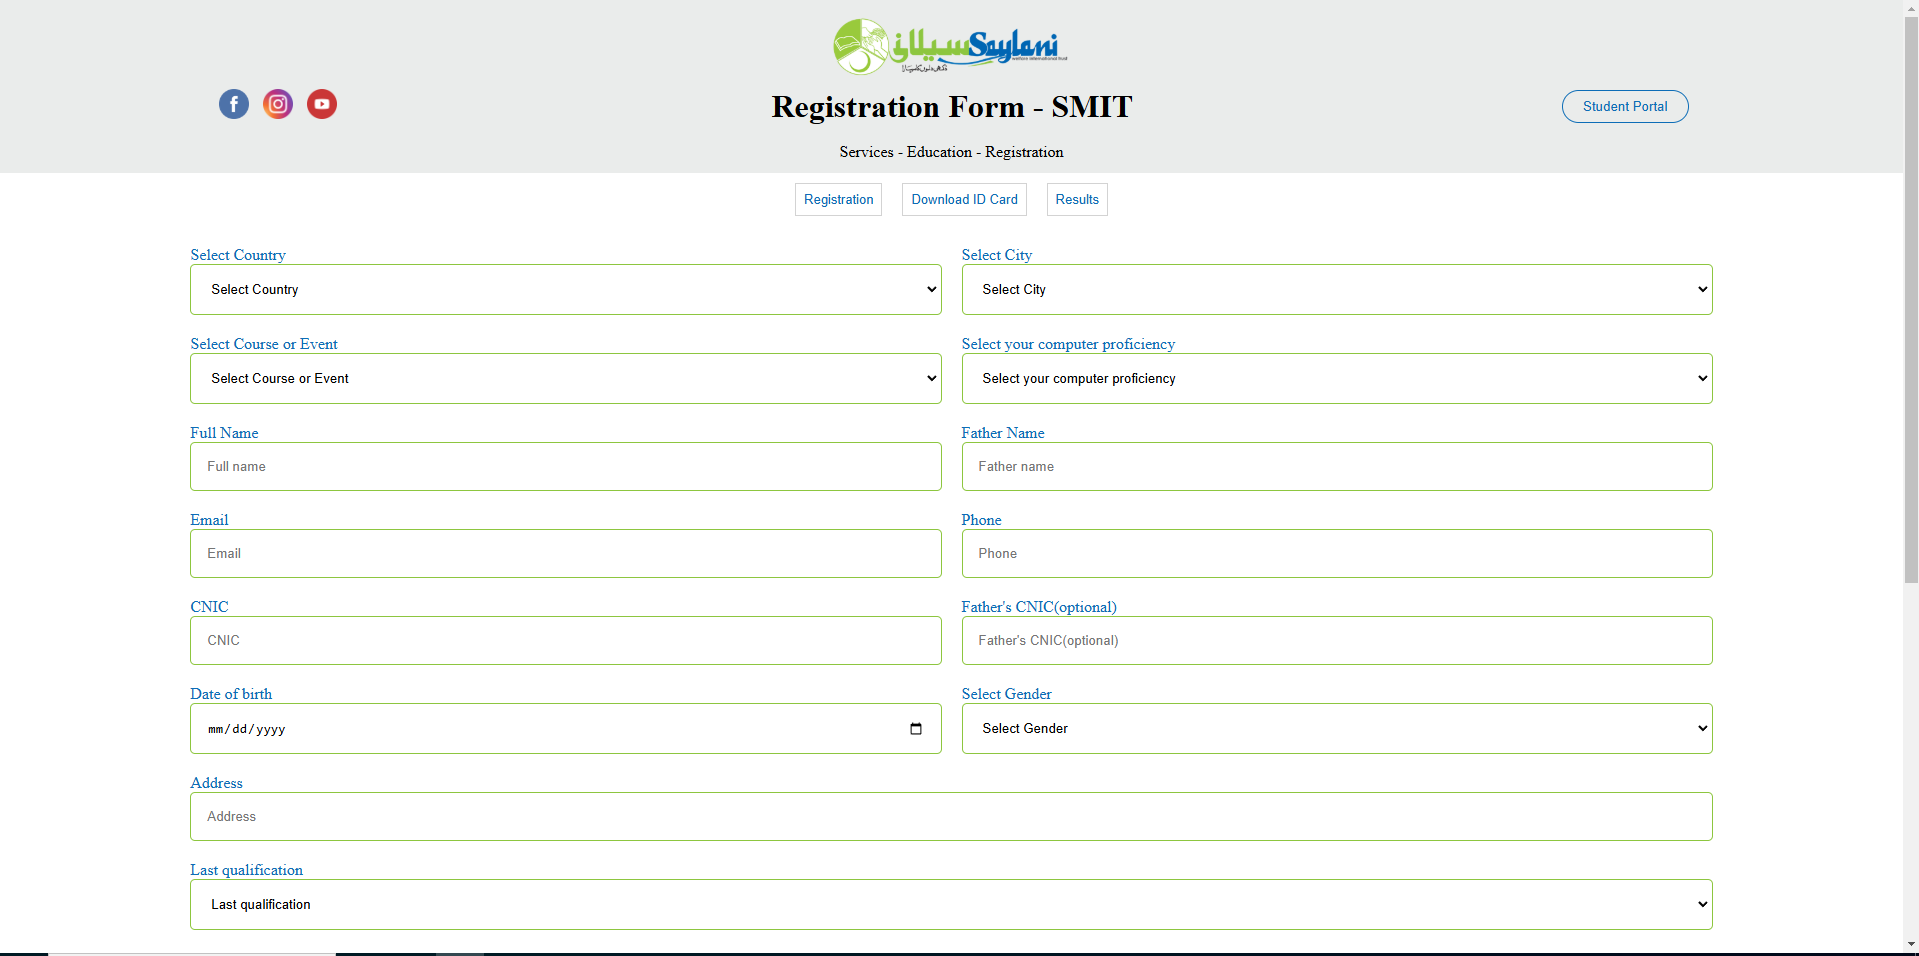 سیلانی Saylani
welfare international trust
Registration Form - SMIT
Student Portal
Services - Education - Registration
Registration Download ID Card Results
Select Country Select City
Select Country Select City
Select Course or Event Select your computer proficiency
Select Course or Event Select your computer proficiency
Full Name Father Name
Full name Father name
Email Phone
Email Phone
CNIC Father's CNIC(optional)
CNIC Father's CNIC(optional)
Date of birth Select Gender
mm/dd/yyyy Select Gender
Address
Address
Last qualification
Last qualification